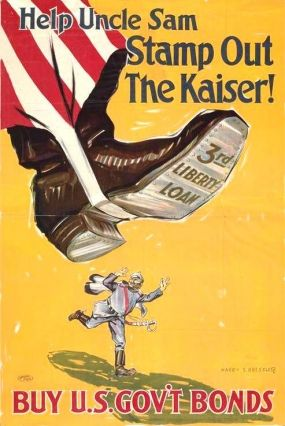 Help Uncle Sam
Stamp Out
The Kaiser!
3rd
LIBERTY
LOAN
BUY U.S. GOV'T BONDS